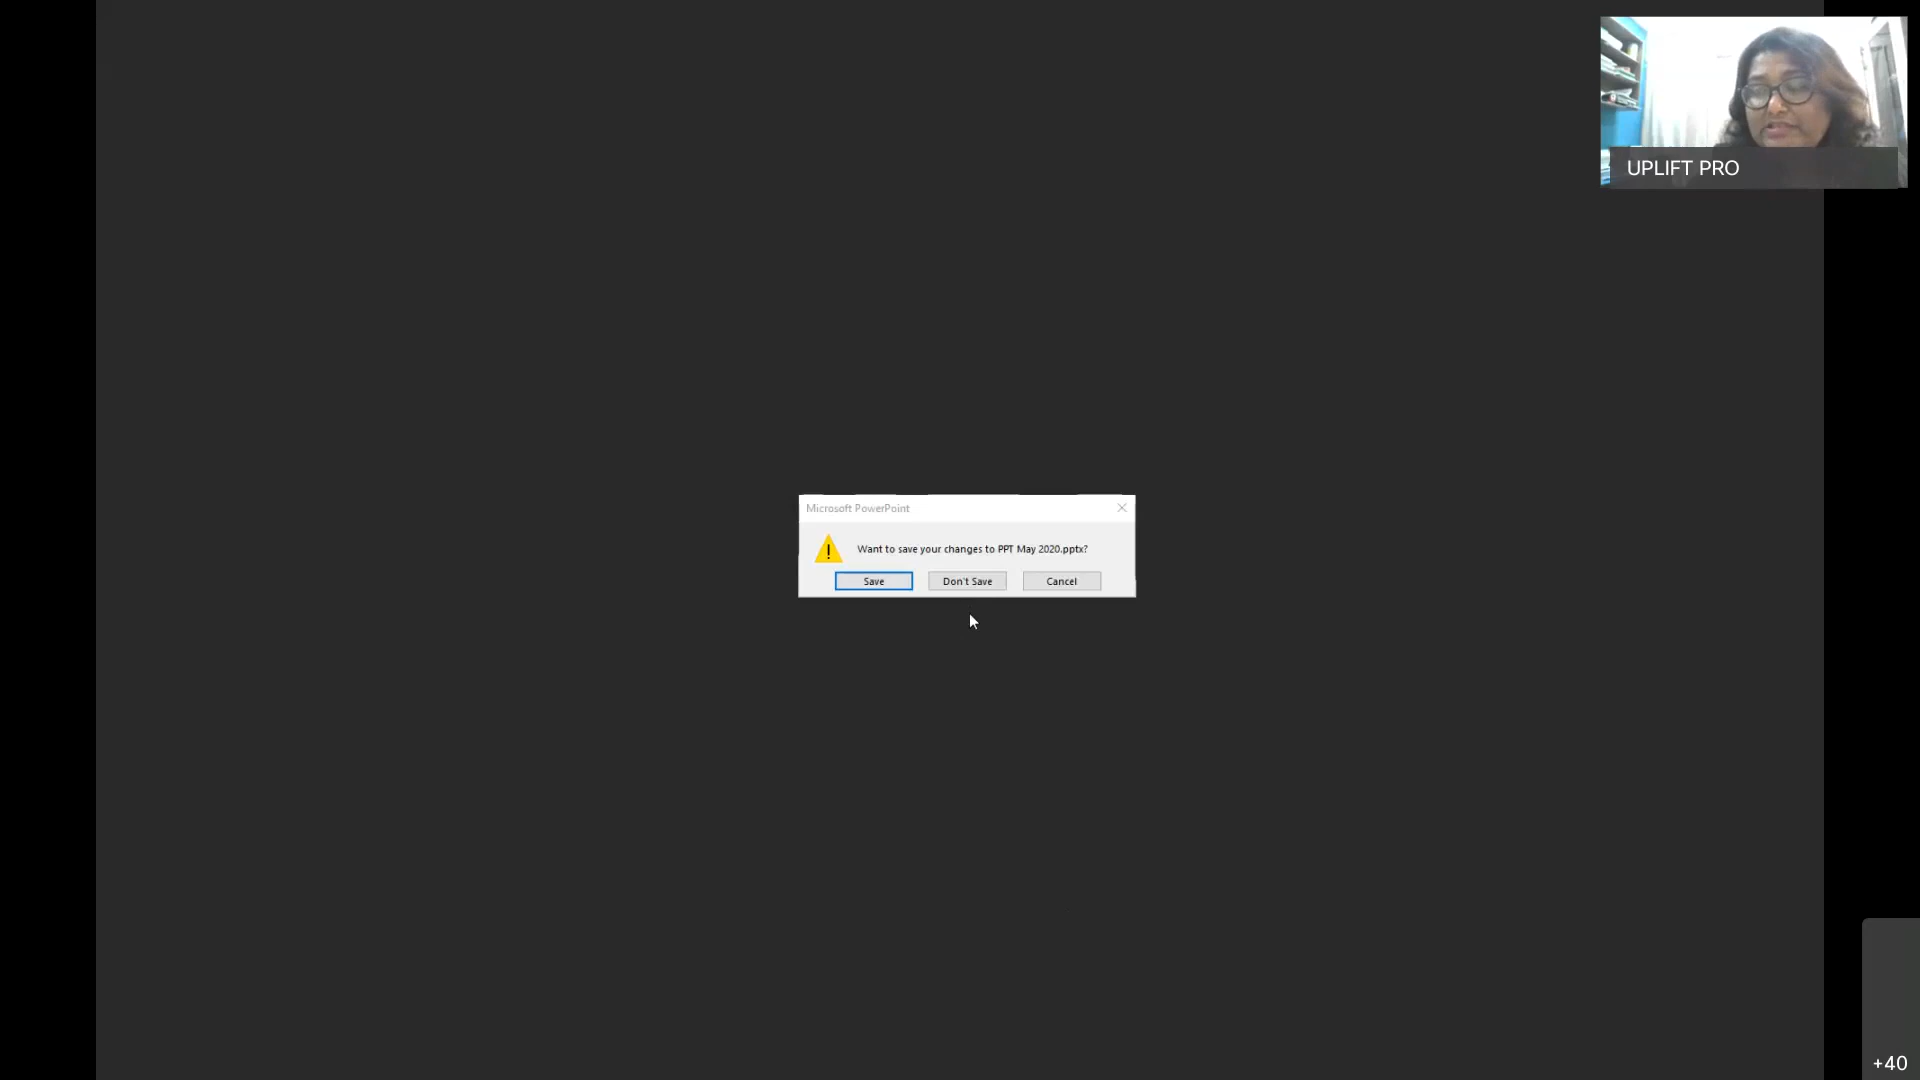 UPLIFT PRO
Microsoft PowerPoint
Want to save your changes to PPT May 2020.pptx?
Save Don't Save Cancel
+40